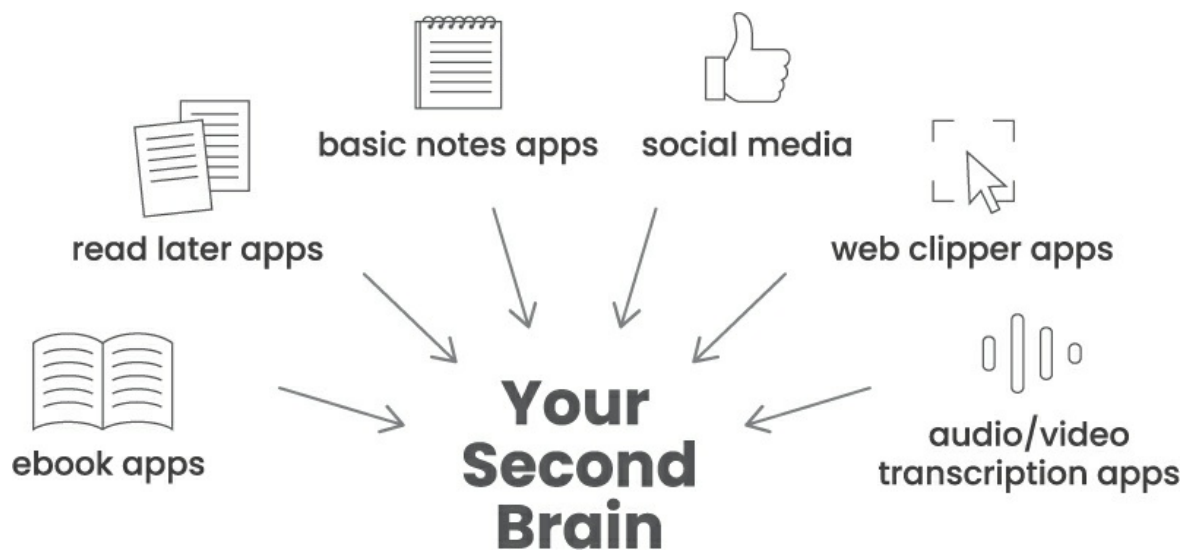 basic notes apps
social media
read later apps
web clipper apps
ebook apps
Your
Second
Brain
audio/video
transcription apps